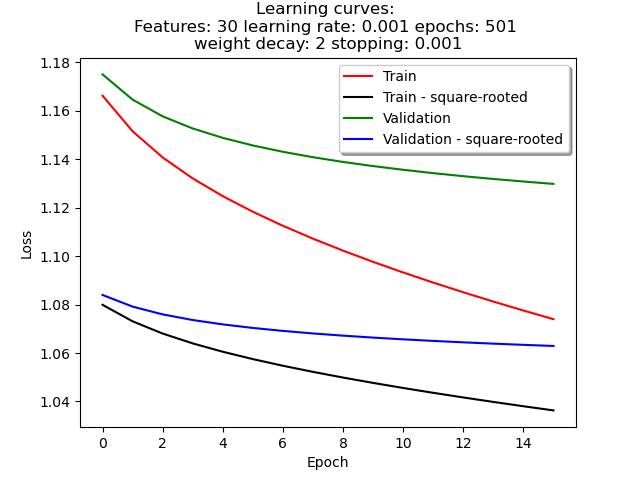 Learning curves:
Features: 30 learning rate: 0.001 epochs: 501
weight decay: 2 stopping: 0.001
1.18
1.16
1.14
1.12
1.10
1.08
1.06
1.04
Loss
Train
Train - square-rooted
Validation
Validation - square-rooted
0 2 4 6 8 10 12 14
Epoch